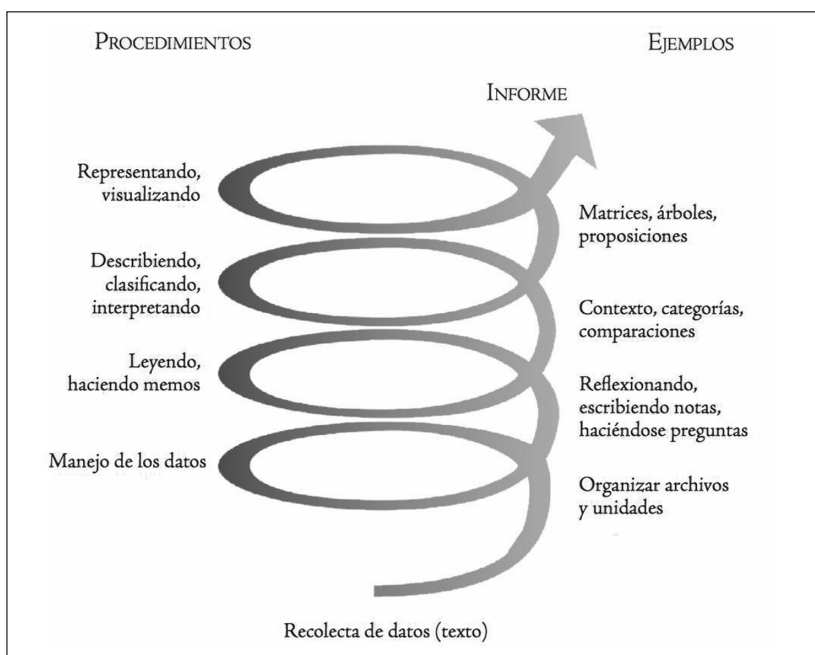 PROCEDIMIENTOS
EJEMPLOS
INFORME
Representando,
visualizando
Matrices, árboles,
proposiciones
Describiendo,
clasificando,
interpretando
Contexto, categorías,
comparaciones
Leyendo,
haciendo memos
Reflexionando,
escribiendo notas,
haciéndose preguntas
Manejo de los datos
Organizar archivos
y unidades
Recolecta de datos (texto)